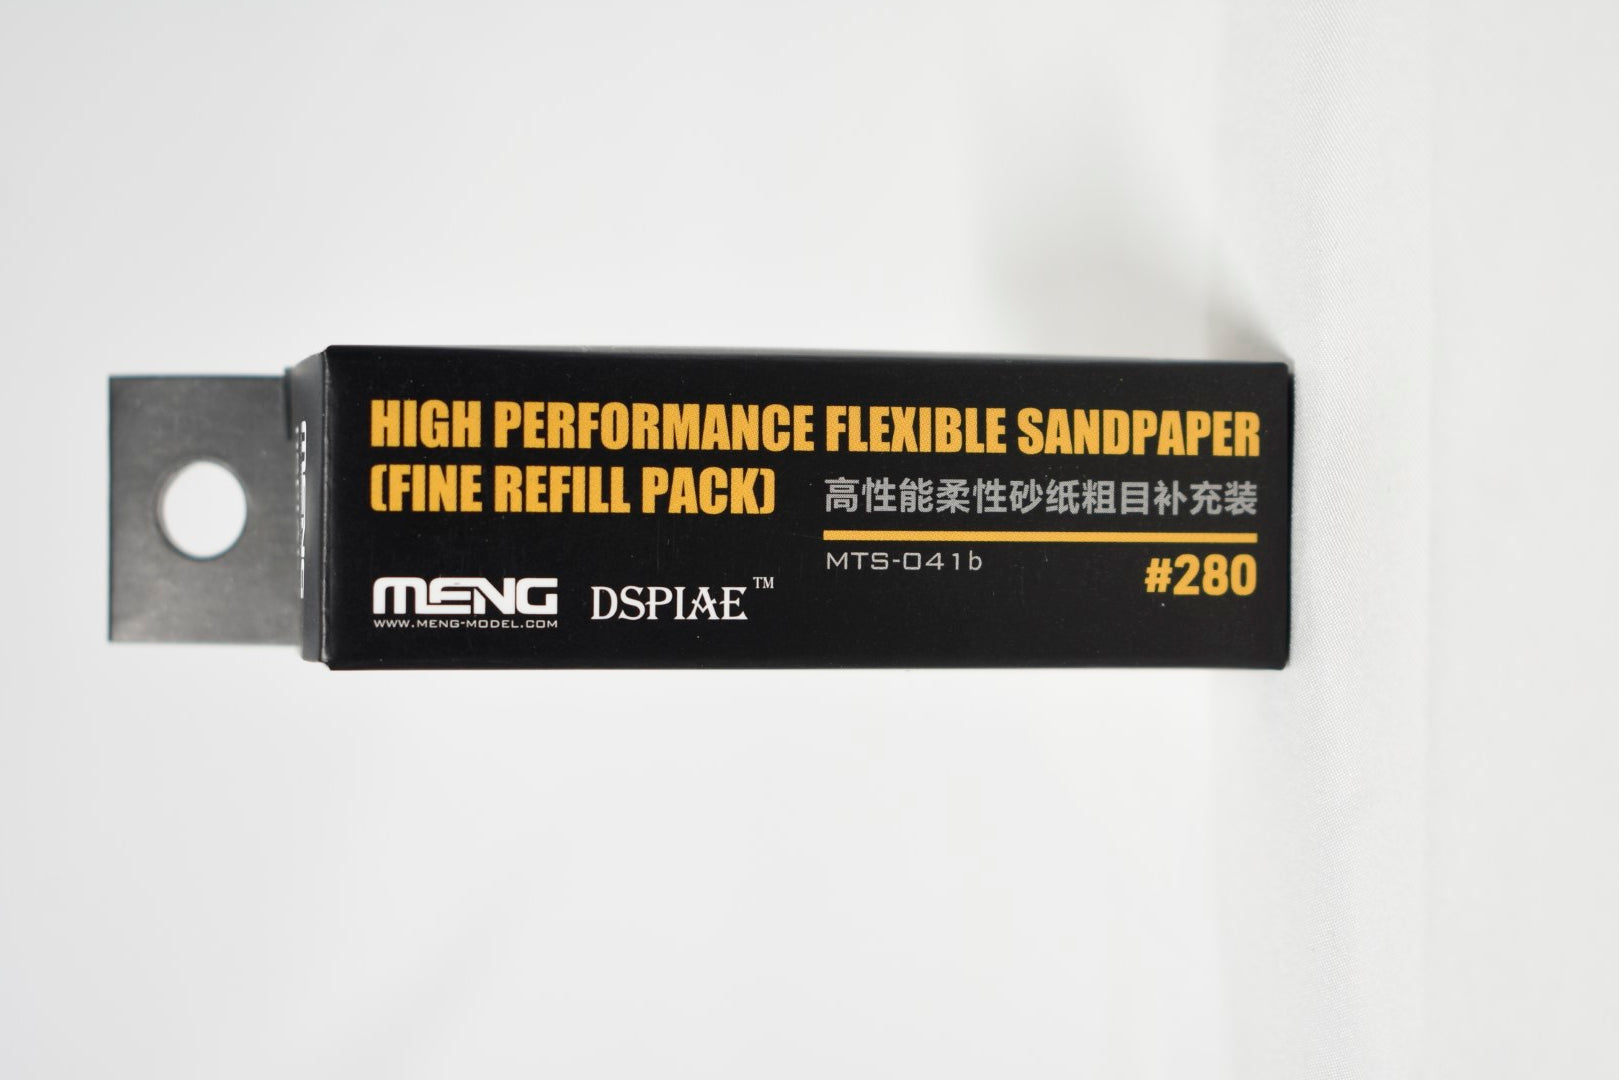 HIGH PERFORMANCE FLEXIBLE SANDPAPER
(FINE REFILL PACK)
高性能柔性砂纸粗目补充装
MTS-041b
#280
MENG
WWW.MENG-MODEL.COM
DSPIAE™